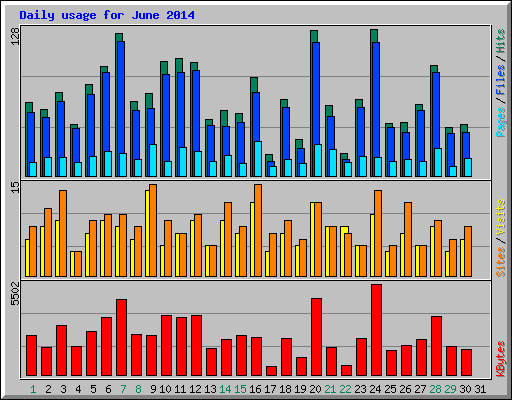 Daily usage for June 2014
128
Pages / Files / Hits
15
Sites / Visits
5502
KBytes
1 2 3 4 5 6 7 8 9 10 11 12 13 14 15 16 17 18 19 20 21 22 23 24 25 26 27 28 29 30 31